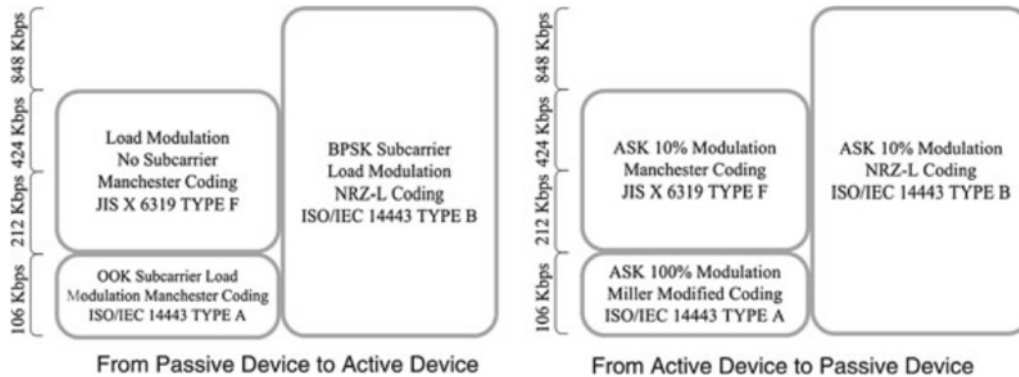 848 Kbps
424 Kbps
212 Kbps
106 Kbps
Load Modulation
No Subcarrier
Manchester Coding
JIS X 6319 TYPE F
OOK Subcarrier Load
Modulation Manchester Coding
ISO/IEC 14443 TYPE A
BPSK Subcarrier
Load Modulation
NRZ-L Coding
ISO/IEC 14443 TYPE B
From Passive Device to Active Device
848 Kbps
424 Kbps
212 Kbps
106 Kbps
ASK 10% Modulation
Manchester Coding
JIS X 6319 TYPE F
ASK 100% Modulation
Miller Modified Coding
ISO/IEC 14443 TYPE A
ASK 10% Modulation
NRZ-L Coding
ISO/IEC 14443 TYPE B
From Active Device to Passive Device